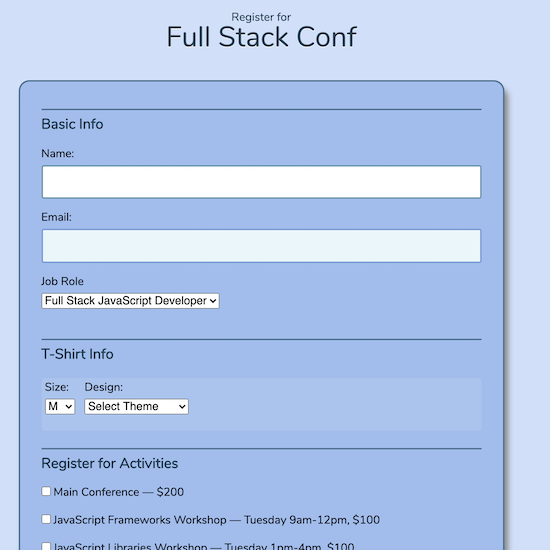 Register for
Full Stack Conf
Basic Info
Name:
Email:
Job Role
Full Stack JavaScript Developer
T-Shirt Info
Size: Design:
M Select Theme
Register for Activities
Main Conference — $200
JavaScript Frameworks Workshop — Tuesday 9am-12pm, $100
JavaScript Libraries Workshop — Tuesday 1pm-4pm, $100